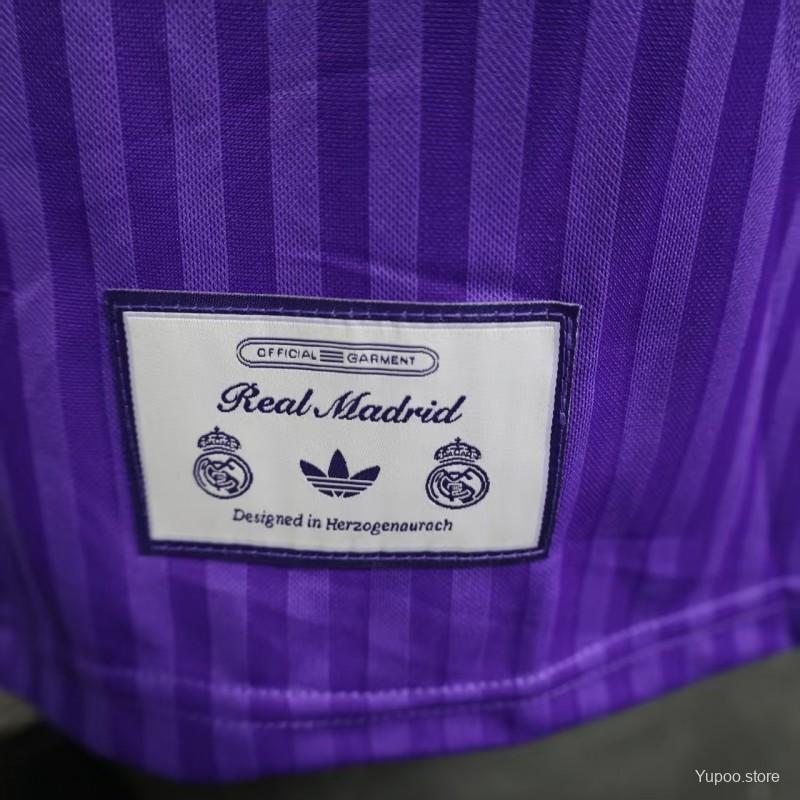 OFFICIAL GARMENT
Real Madrid
Designed in Herzogenaurach
Yupoo.store